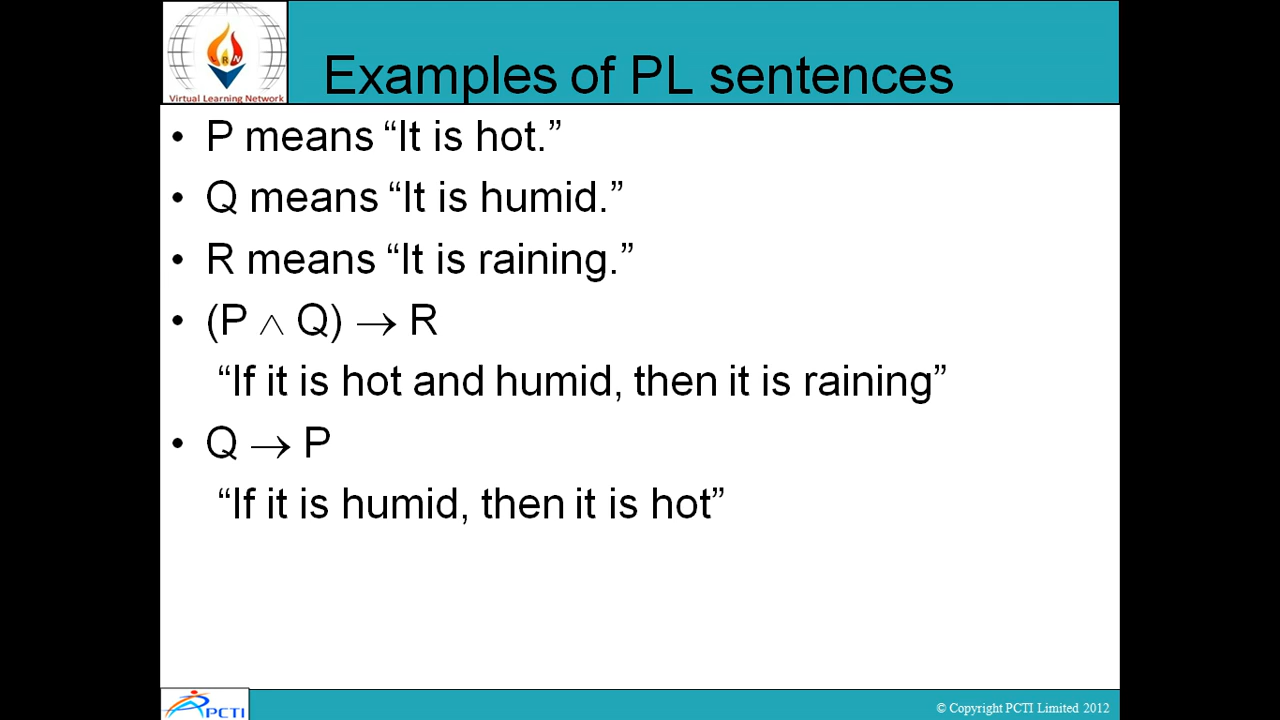 Virtual Learning Network
Examples of PL sentences
• P means “It is hot.”
• Q means “It is humid.”
• R means “It is raining.”
• (P ∧ Q) → R
“If it is hot and humid, then it is raining”
• Q → P
“If it is humid, then it is hot”
PCTI
© Copyright PCTI Limited 2012